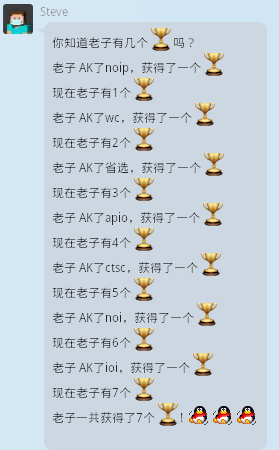 Steve
你知道老子有几个🏆吗？
老子 AK了noip，获得了一个🏆
现在老子有1个🏆
老子 AK了wc，获得了一个🏆
现在老子有2个🏆
老子 AK了省选，获得了一个🏆
现在老子有3个🏆
老子 AK了apio，获得了一个🏆
现在老子有4个🏆
老子 AK了ctsc，获得了一个🏆
现在老子有5个🏆
老子 AK了noi，获得了一个🏆
现在老子有6个🏆
老子 AK了ioi，获得了一个🏆
现在老子有7个🏆
老子一共获得了7个🏆！🐧🐧🐧